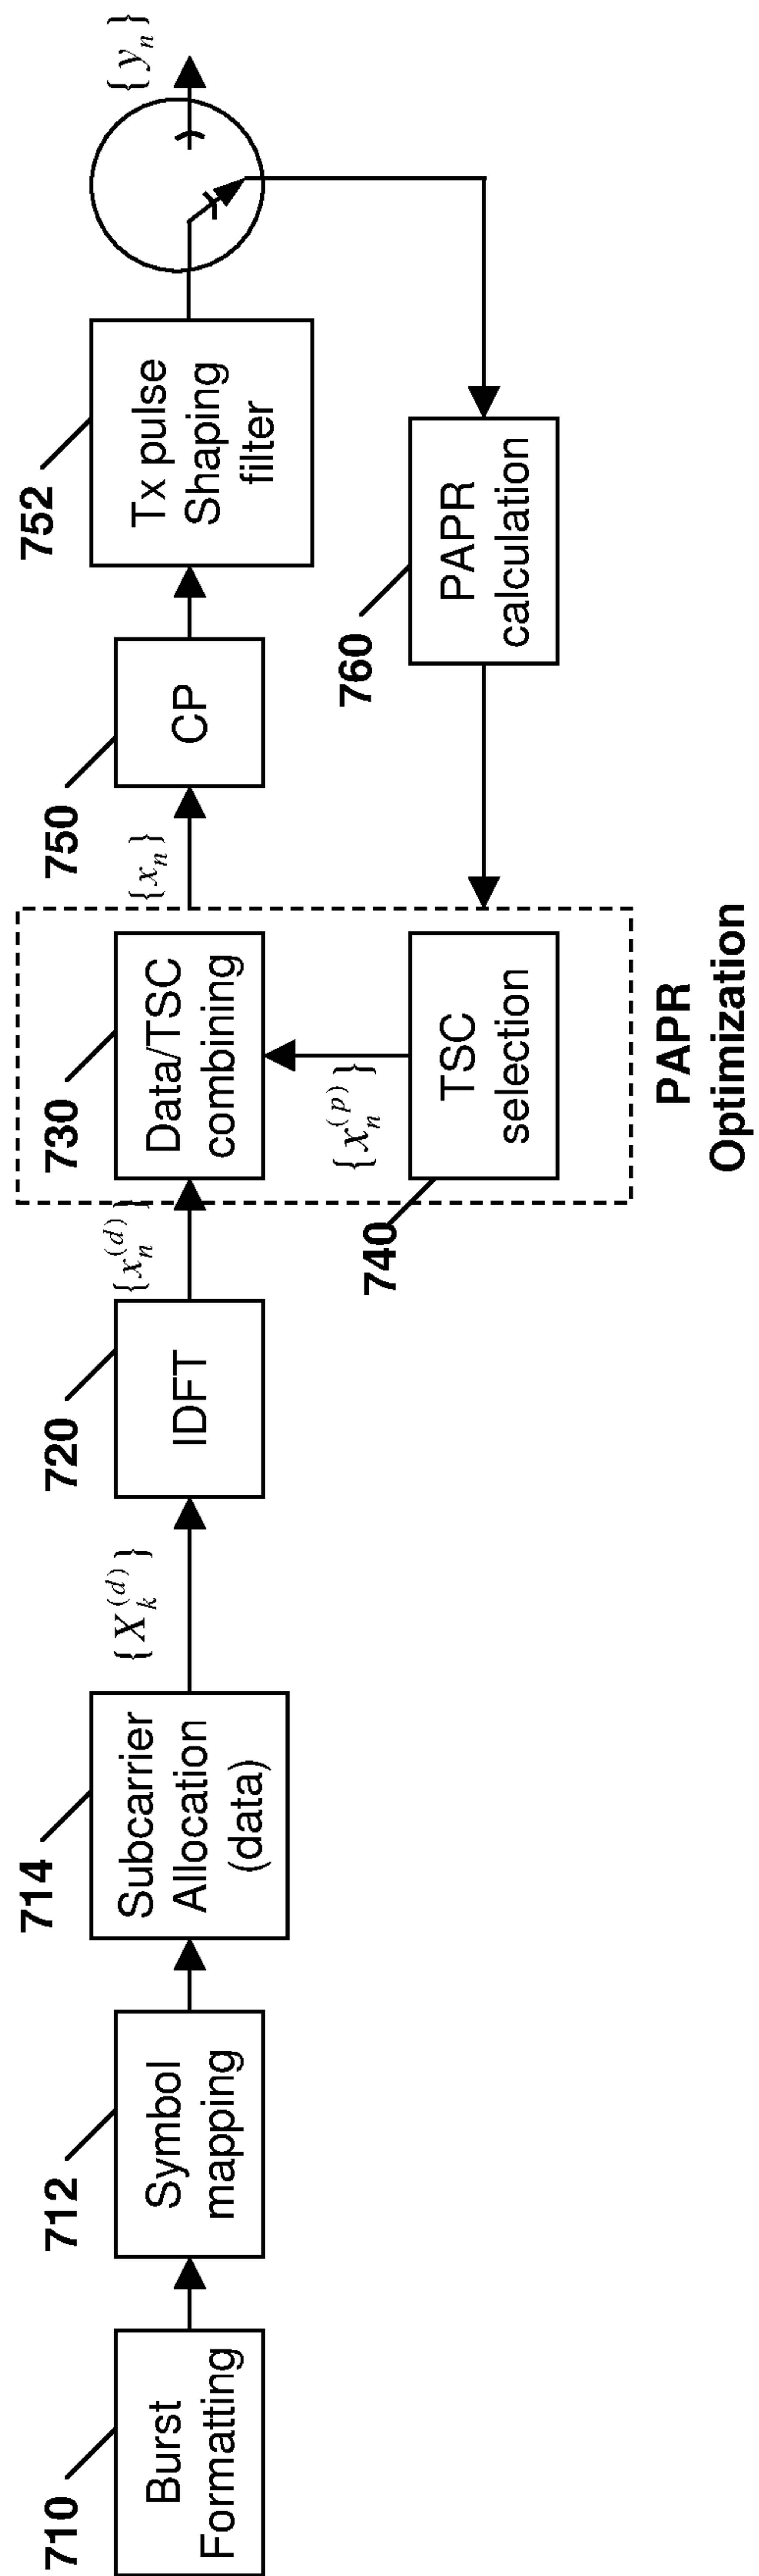 710
Burst
Formatting
712
Symbol
mapping
714
Subcarrier
Allocation
(data)
{X_k^(d)}
720
IDFT
{x_n^(d)}
730
Data/TSC
combining
{x_n^(p)}
740
TSC
selection
PAPR
Optimization
{x_n}
750
CP
752
Tx pulse
Shaping
filter
760
PAPR
calculation
{y_n}